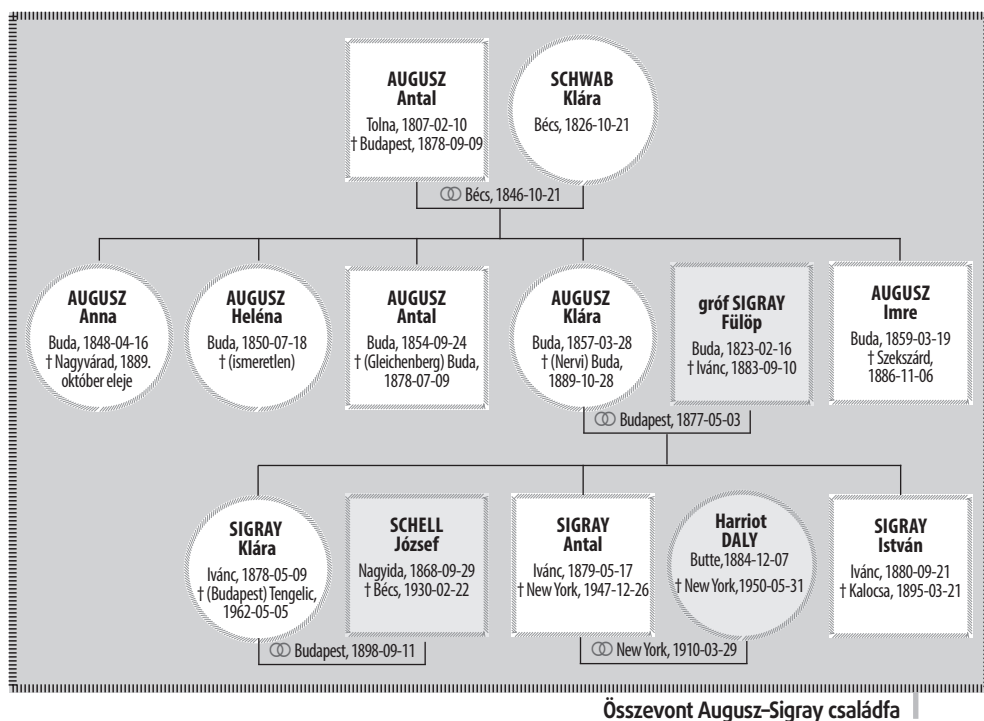 AUGUSZ
Antal
Tolna, 1807-02-10
† Budapest, 1878-09-09
SCHWAB
Klára
Bécs, 1826-10-21
Bécs, 1846-10-21
AUGUSZ
Anna
Buda, 1848-04-16
† Nagyvárad, 1889.
október eleje
AUGUSZ
Heléna
Buda, 1850-07-18
† (ismeretlen)
AUGUSZ
Antal
Buda, 1854-09-24
† (Gleichenberg) Buda,
1878-07-09
AUGUSZ
Klára
Buda, 1857-03-28
† (Nervi) Buda,
1889-10-28
gróf SIGRAY
Fülöp
Buda, 1823-02-16
† Ivánc, 1883-09-10
AUGUSZ
Imre
Buda, 1859-03-19
† Szekszárd,
1886-11-06
Budapest, 1877-05-03
SIGRAY
Klára
Ivánc, 1878-05-09
† (Budapest) Tengelic,
1962-05-05
SCHELL
József
Nagyida, 1868-09-29
† Bécs, 1930-02-22
SIGRAY
Antal
Ivánc, 1879-05-17
† New York, 1947-12-26
Harriot
DALY
Butte,1884-12-07
† New York,1950-05-31
SIGRAY
István
Ivánc, 1880-09-21
† Kalocsa, 1895-03-21
Budapest, 1898-09-11
New York, 1910-03-29
Összevont Augusz–Sigray családfa